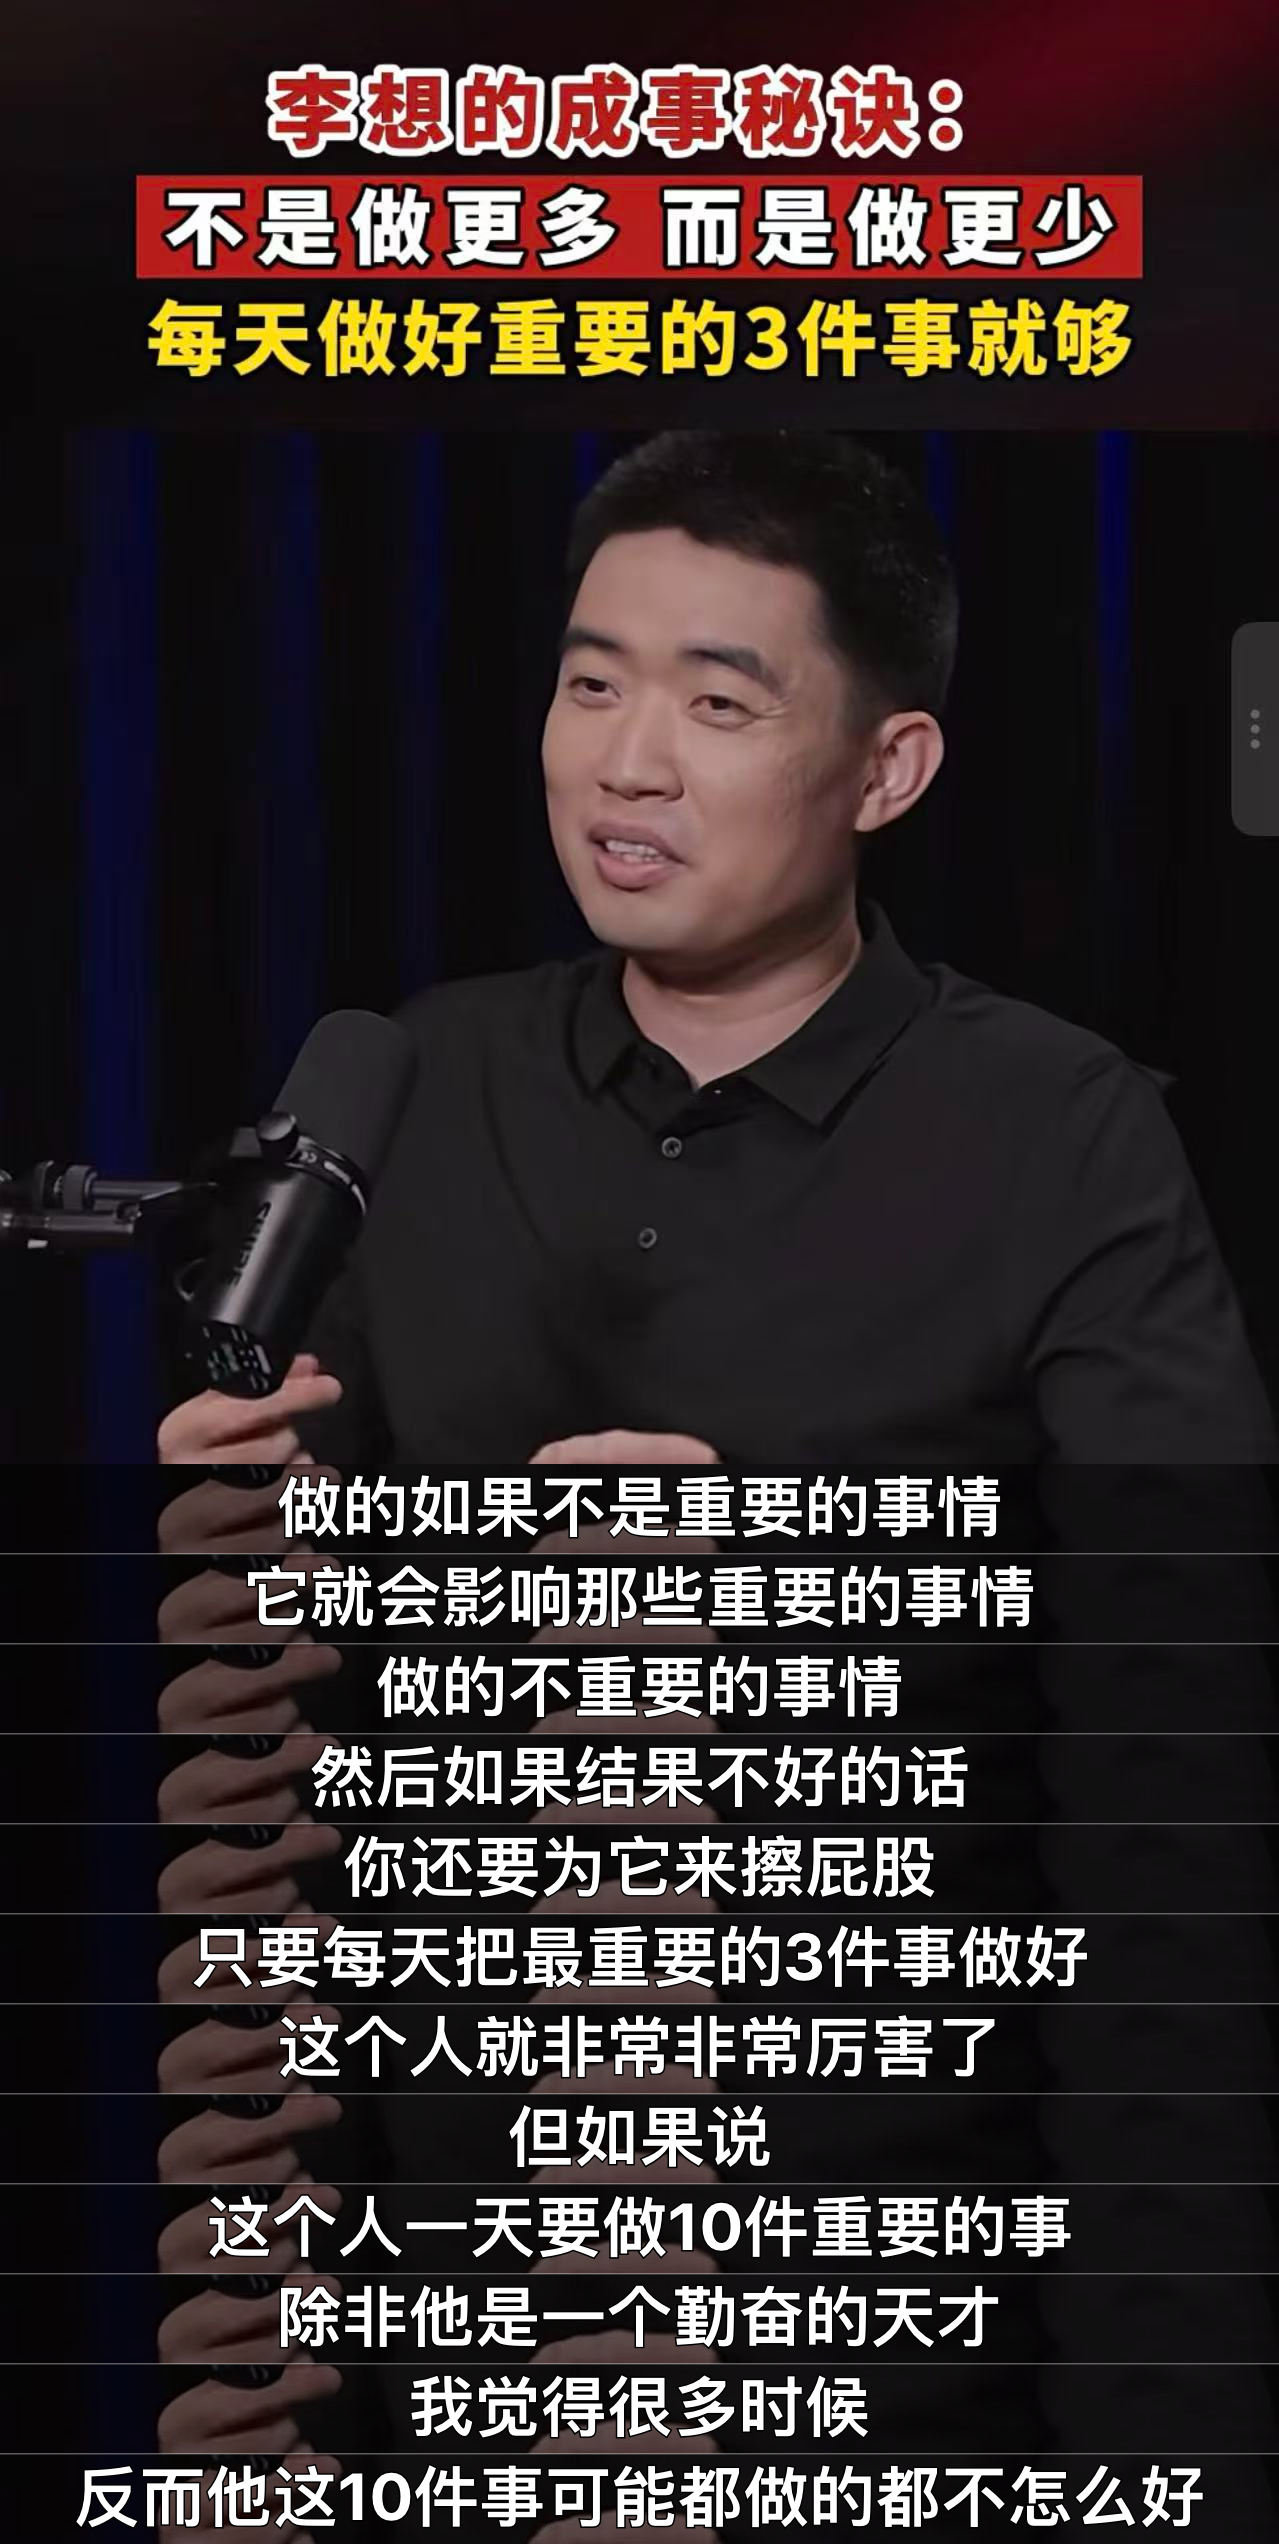 李想的成事秘诀：
不是做更多 而是做更少
每天做好重要的3件事就够
做的如果不是重要的事情
它就会影响那些重要的事情
做的不重要的事情
然后如果结果不好的话
你还要为它来擦屁股
只要每天把最重要的3件事做好
这个人就非常非常厉害了
但如果说
这个人一天要做10件重要的事
除非他是一个勤奋的天才
我觉得很多时候
反而他这10件事可能都做的都不怎么好